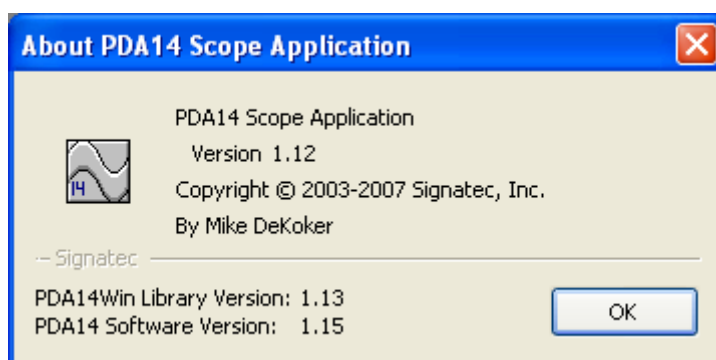 About PDA14 Scope Application
PDA14 Scope Application
Version 1.12
Copyright © 2003-2007 Signatec, Inc.
By Mike DeKoker
14
Signatec
PDA14Win Library Version: 1.13
PDA14 Software Version: 1.15
OK